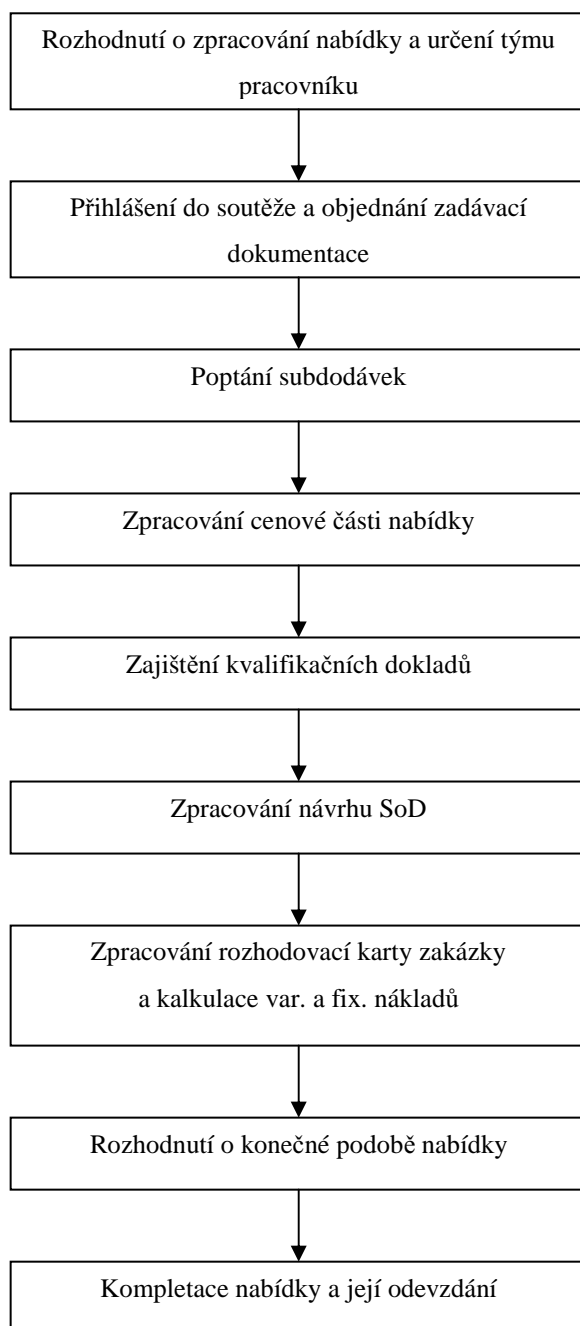 Rozhodnutí o zpracování nabídky a určení týmu
pracovníku
Přihlášení do soutěže a objednání zadávací
dokumentace
Poptání subdodávek
Zpracování cenové části nabídky
Zajištění kvalifikačních dokladů
Zpracování návrhu SoD
Zpracování rozhodovací karty zakázky
a kalkulace var. a fix. nákladů
Rozhodnutí o konečné podobě nabídky
Kompletace nabídky a její odevzdání